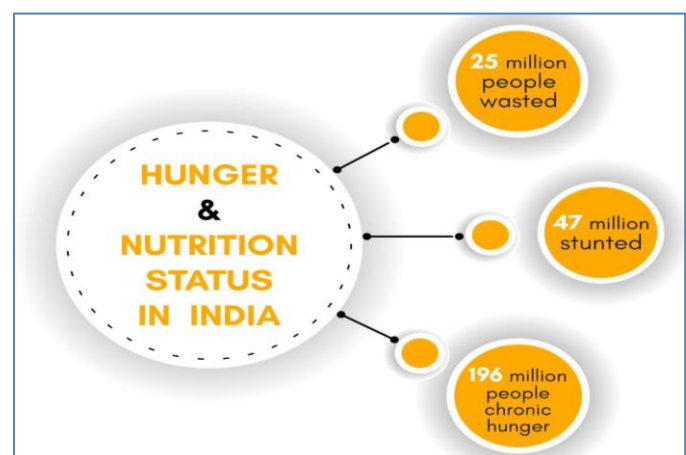 HUNGER
&
NUTRITION
STATUS
IN INDIA
25 million
people
wasted
47 million
stunted
196 million
people
chronic
hunger